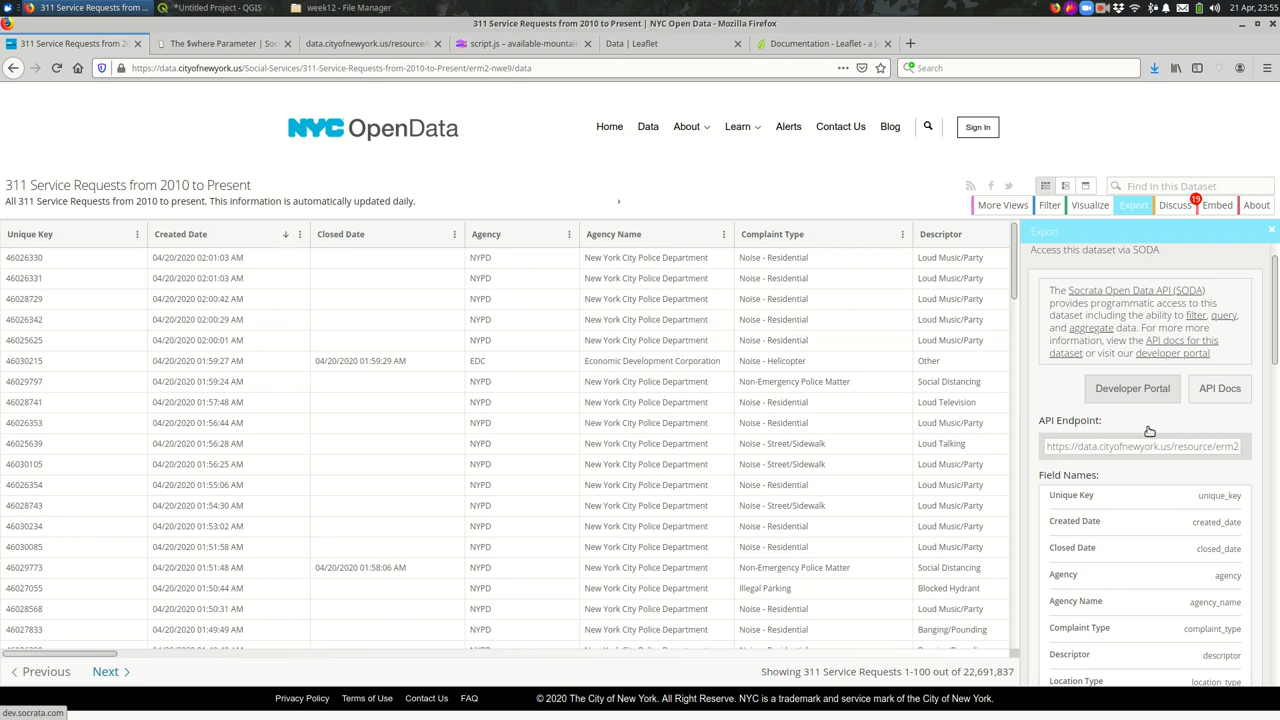 311 Service Requests from
*Untitled Project - QGIS
week12 - File Manager
21 Apr, 23:55
311 Service Requests from 2010 to Present | NYC Open Data - Mozilla Firefox
311 Service Requests from 2
The $where Parameter | Soc
data.cityofnewyork.us/resource/e
script.js – available-mountain
Data | Leaflet
Documentation - Leaflet - a J
https://data.cityofnewyork.us/Social-Services/311-Service-Requests-from-2010-to-Present/erm2-nwe9/data
Search
NYC OpenData
Home
Data
About
Learn
Alerts
Contact Us
Blog
Sign In
311 Service Requests from 2010 to Present
All 311 Service Requests from 2010 to present. This information is automatically updated daily.
Find in this Dataset
More Views
Filter
Visualize
Export
Discuss
19
Embed
About
Unique Key Created Date Closed Date Agency Agency Name Complaint Type Descriptor
46026330 04/20/2020 02:01:03 AM NYPD New York City Police Department Noise - Residential Loud Music/Party
46026331 04/20/2020 02:01:03 AM NYPD New York City Police Department Noise - Residential Loud Music/Party
46028729 04/20/2020 02:00:42 AM NYPD New York City Police Department Noise - Residential Loud Music/Party
46026342 04/20/2020 02:00:29 AM NYPD New York City Police Department Noise - Residential Loud Music/Party
46025625 04/20/2020 02:00:01 AM NYPD New York City Police Department Noise - Residential Loud Music/Party
46030215 04/20/2020 01:59:27 AM 04/20/2020 01:59:29 AM EDC Economic Development Corporation Noise - Helicopter Other
46029797 04/20/2020 01:59:24 AM NYPD New York City Police Department Non-Emergency Police Matter Social Distancing
46028741 04/20/2020 01:57:48 AM NYPD New York City Police Department Noise - Residential Loud Television
46026353 04/20/2020 01:56:44 AM NYPD New York City Police Department Noise - Residential Loud Music/Party
46025639 04/20/2020 01:56:28 AM NYPD New York City Police Department Noise - Street/Sidewalk Loud Talking
46030105 04/20/2020 01:56:25 AM NYPD New York City Police Department Noise - Street/Sidewalk Loud Music/Party
46026354 04/20/2020 01:55:06 AM NYPD New York City Police Department Noise - Residential Loud Music/Party
46028743 04/20/2020 01:54:30 AM NYPD New York City Police Department Noise - Street/Sidewalk Loud Music/Party
46030234 04/20/2020 01:53:02 AM NYPD New York City Police Department Noise - Residential Loud Music/Party
46030085 04/20/2020 01:51:58 AM NYPD New York City Police Department Noise - Residential Loud Music/Party
46029773 04/20/2020 01:51:48 AM 04/20/2020 01:58:06 AM NYPD New York City Police Department Non-Emergency Police Matter Social Distancing
46027055 04/20/2020 01:50:44 AM NYPD New York City Police Department Illegal Parking Blocked Hydrant
46028568 04/20/2020 01:50:31 AM NYPD New York City Police Department Noise - Residential Loud Music/Party
46027833 04/20/2020 01:49:49 AM NYPD New York City Police Department Noise - Residential Banging/Pounding
Previous
Next
Showing 311 Service Requests 1-100 out of 22,691,837
Export
Access this dataset via SODA
The Socrata Open Data API (SODA)
provides programmatic access to this
dataset including the ability to filter, query,
and aggregate data. For more more
information, view the API docs for this
dataset or visit our developer portal
Developer Portal
API Docs
API Endpoint:
https://data.cityofnewyork.us/resource/erm2
Field Names:
Unique Key unique_key
Created Date created_date
Closed Date closed_date
Agency agency
Agency Name agency_name
Complaint Type complaint_type
Descriptor descriptor
Location Type location_type
Privacy Policy
Terms of Use
Contact Us
FAQ
© 2020 The City of New York. All Right Reserve. NYC is a trademark and service mark of the City of New York.
dev.socrata.com